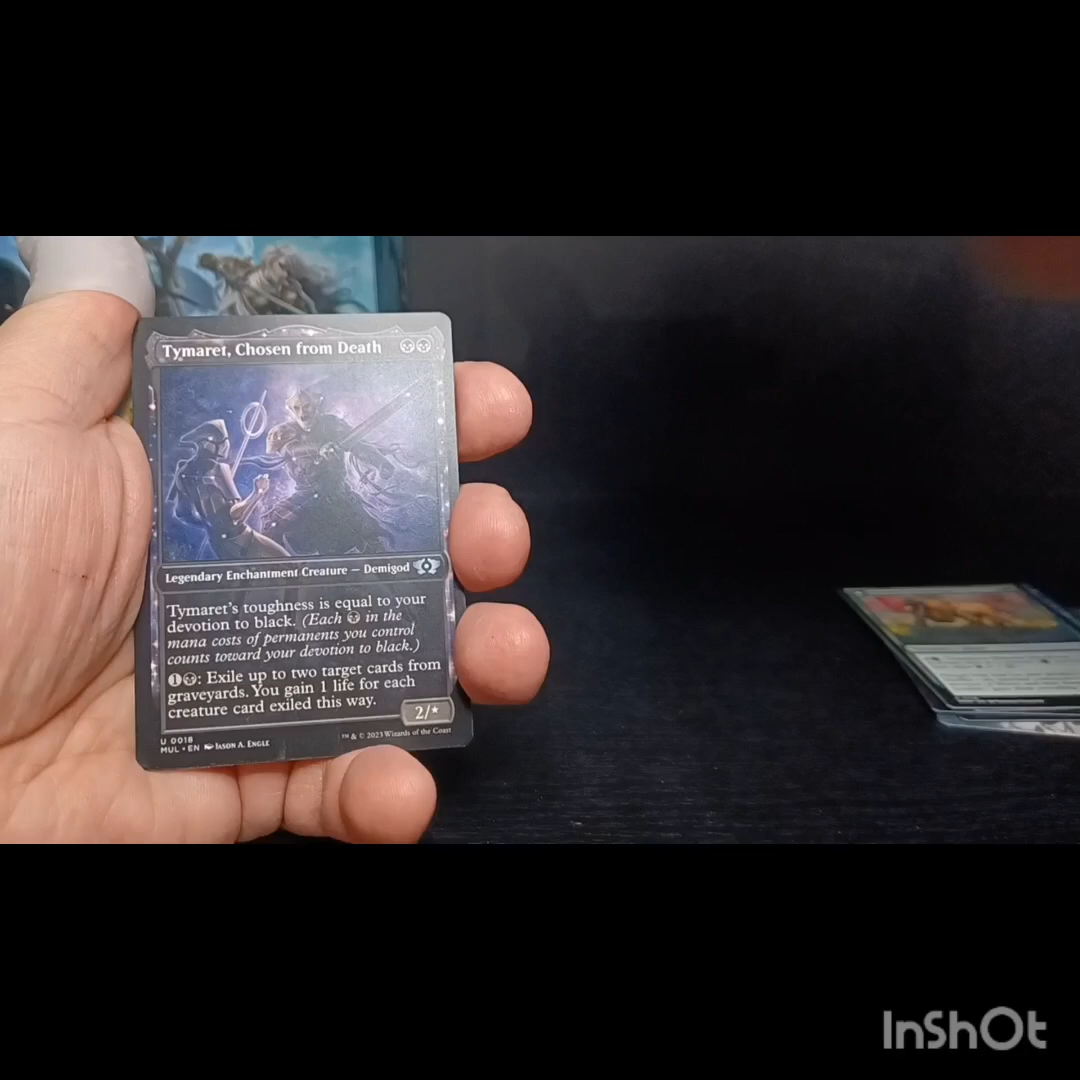 Tymaret, Chosen from Death
Legendary Enchantment Creature — Demigod
Tymaret's toughness is equal to your
devotion to black. (Each in the
mana costs of permanents you control
counts toward your devotion to black.)
1: Exile up to two target cards from
graveyards. You gain 1 life for each
creature card exiled this way.
2/*
U 0018
MUL • EN JASON A. ENGLE
™ & © 2023 Wizards of the Coast
InShOt